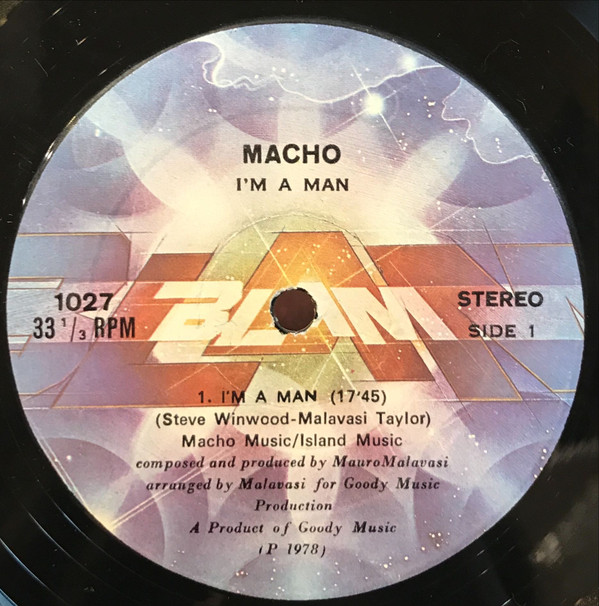 MACHO
I'M A MAN
1027
33 1/3 RPM
BLAM
STEREO
SIDE 1
1. I'M A MAN (17'45)
(Steve Winwood-Malavasi Taylor)
Macho Music/Island Music
composed and produced by MauroMalavasi
arranged by Malavasi for Goody Music
Production
A Product of Goody Music
(P 1978)